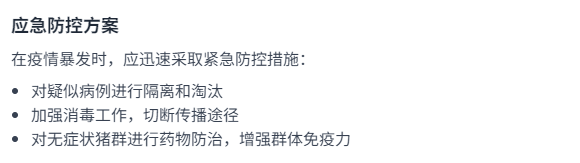 应急防控方案
在疫情暴发时，应迅速采取紧急防控措施：
• 对疑似病例进行隔离和淘汰
• 加强消毒工作，切断传播途径
• 对无症状猪群进行药物防治，增强群体免疫力